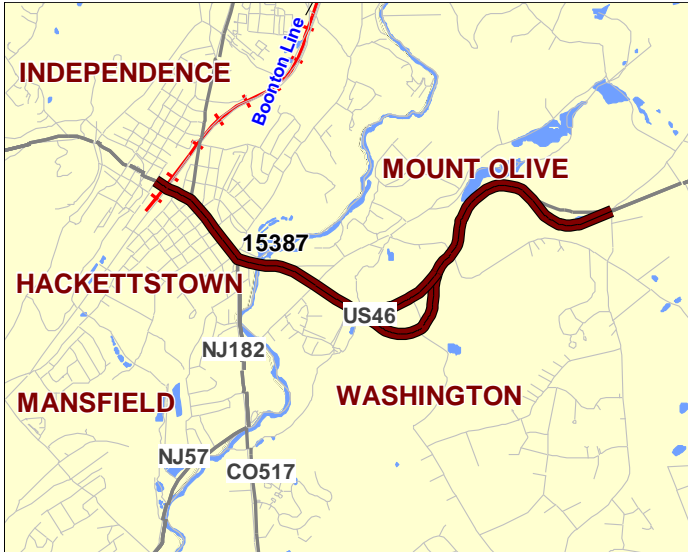 INDEPENDENCE
Boonton Line
MOUNT OLIVE
15387
HACKETTSTOWN
US46
NJ182
WASHINGTON
MANSFIELD
NJ57
CO517